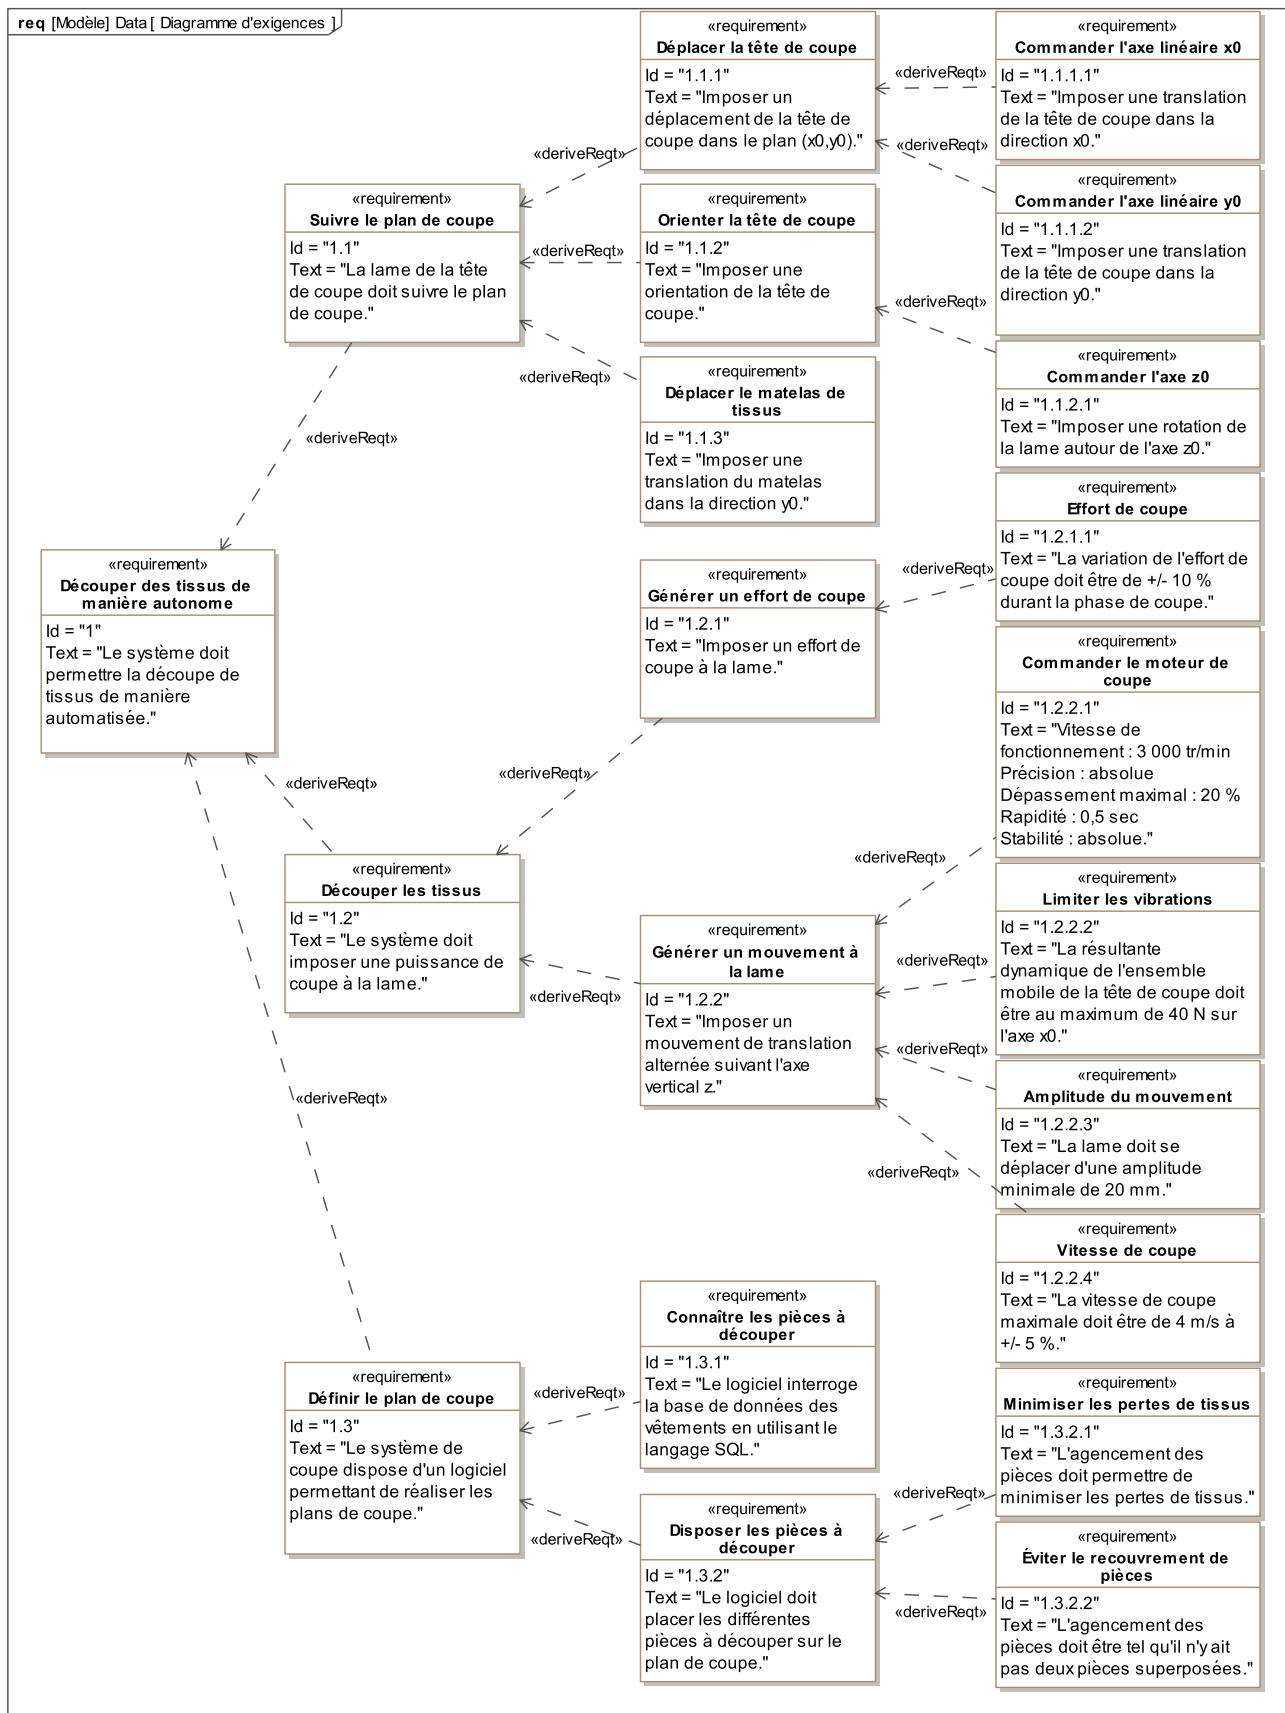 req [Modèle] Data [ Diagramme d'exigences ]
«requirement»
Découper des tissus de
manière autonome
Id = "1"
Text = "Le système doit
permettre la découpe de
tissus de manière
automatisée."
«deriveReqt»
«deriveReqt»
«deriveReqt»
«requirement»
Suivre le plan de coupe
Id = "1.1"
Text = "La lame de la tête
de coupe doit suivre le plan
de coupe."
«deriveReqt»
«deriveReqt»
«deriveReqt»
«requirement»
Déplacer la tête de coupe
Id = "1.1.1"
Text = "Imposer un
déplacement de la tête de
coupe dans le plan (x0,y0)."
«deriveReqt»
«deriveReqt»
«requirement»
Commander l'axe linéaire x0
Id = "1.1.1.1"
Text = "Imposer une translation
de la tête de coupe dans la
direction x0."
«requirement»
Commander l'axe linéaire y0
Id = "1.1.1.2"
Text = "Imposer une translation
de la tête de coupe dans la
direction y0."
«requirement»
Orienter la tête de coupe
Id = "1.1.2"
Text = "Imposer une
orientation de la tête de
coupe."
«deriveReqt»
«requirement»
Commander l'axe z0
Id = "1.1.2.1"
Text = "Imposer une rotation de
la lame autour de l'axe z0."
«requirement»
Déplacer le matelas de
tissus
Id = "1.1.3"
Text = "Imposer une
translation du matelas
dans la direction y0."
«requirement»
Découper les tissus
Id = "1.2"
Text = "Le système doit
imposer une puissance de
coupe à la lame."
«deriveReqt»
«deriveReqt»
«requirement»
Générer un effort de coupe
Id = "1.2.1"
Text = "Imposer un effort de
coupe à la lame."
«deriveReqt»
«requirement»
Effort de coupe
Id = "1.2.1.1"
Text = "La variation de l'effort de
coupe doit être de +/- 10 %
durant la phase de coupe."
«requirement»
Générer un mouvement à
la lame
Id = "1.2.2"
Text = "Imposer un
mouvement de translation
alternée suivant l'axe
vertical z."
«deriveReqt»
«deriveReqt»
«deriveReqt»
«deriveReqt»
«requirement»
Commander le moteur de
coupe
Id = "1.2.2.1"
Text = "Vitesse de
fonctionnement : 3 000 tr/min
Précision : absolue
Dépassement maximal : 20 %
Rapidité : 0,5 sec
Stabilité : absolue."
«requirement»
Limiter les vibrations
Id = "1.2.2.2"
Text = "La résultante
dynamique de l'ensemble
mobile de la tête de coupe doit
être au maximum de 40 N sur
l'axe x0."
«requirement»
Amplitude du mouvement
Id = "1.2.2.3"
Text = "La lame doit se
déplacer d'une amplitude
minimale de 20 mm."
«requirement»
Vitesse de coupe
Id = "1.2.2.4"
Text = "La vitesse de coupe
maximale doit être de 4 m/s à
+/- 5 %."
«requirement»
Définir le plan de coupe
Id = "1.3"
Text = "Le système de
coupe dispose d'un logiciel
permettant de réaliser les
plans de coupe."
«deriveReqt»
«deriveReqt»
«requirement»
Connaître les pièces à
découper
Id = "1.3.1"
Text = "Le logiciel interroge
la base de données des
vêtements en utilisant le
langage SQL."
«requirement»
Disposer les pièces à
découper
Id = "1.3.2"
Text = "Le logiciel doit
placer les différentes
pièces à découper sur le
plan de coupe."
«deriveReqt»
«deriveReqt»
«requirement»
Minimiser les pertes de tissus
Id = "1.3.2.1"
Text = "L'agencement des
pièces doit permettre de
minimiser les pertes de tissus."
«requirement»
Éviter le recouvrement de
pièces
Id = "1.3.2.2"
Text = "L'agencement des
pièces doit être tel qu'il n'y ait
pas deux pièces superposées."